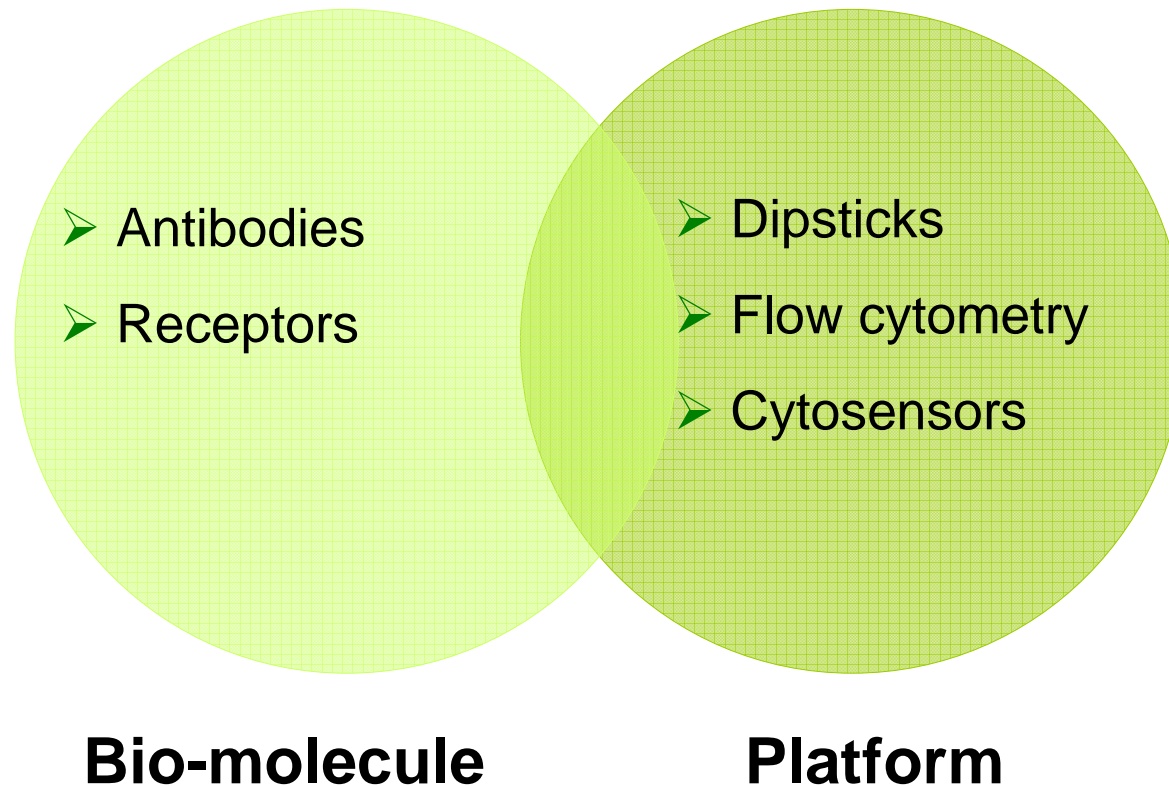 Antibodies
Receptors
Dipsticks
Flow cytometry
Cytosensors
Bio-molecule
Platform